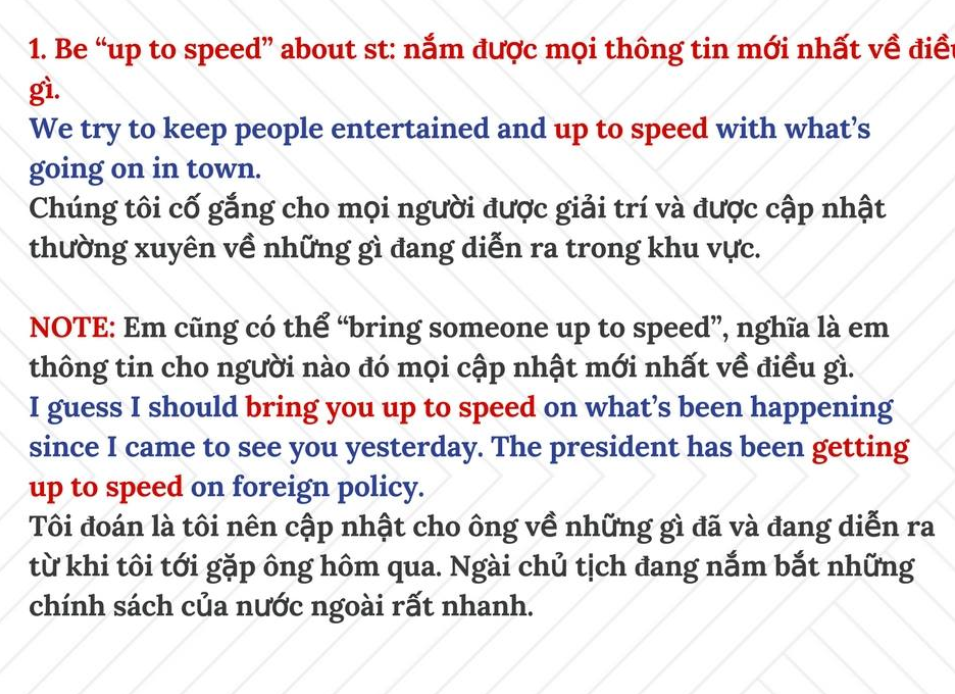 1. Be “up to speed” about st: nắm được mọi thông tin mới nhất về điều
gì.
We try to keep people entertained and up to speed with what’s
going on in town.
Chúng tôi cố gắng cho mọi người được giải trí và được cập nhật
thường xuyên về những gì đang diễn ra trong khu vực.
NOTE: Em cũng có thể “bring someone up to speed”, nghĩa là em
thông tin cho người nào đó mọi cập nhật mới nhất về điều gì.
I guess I should bring you up to speed on what’s been happening
since I came to see you yesterday. The president has been getting
up to speed on foreign policy.
Tôi đoán là tôi nên cập nhật cho ông về những gì đã và đang diễn ra
từ khi tôi tới gặp ông hôm qua. Ngài chủ tịch đang nắm bắt những
chính sách của nước ngoài rất nhanh.